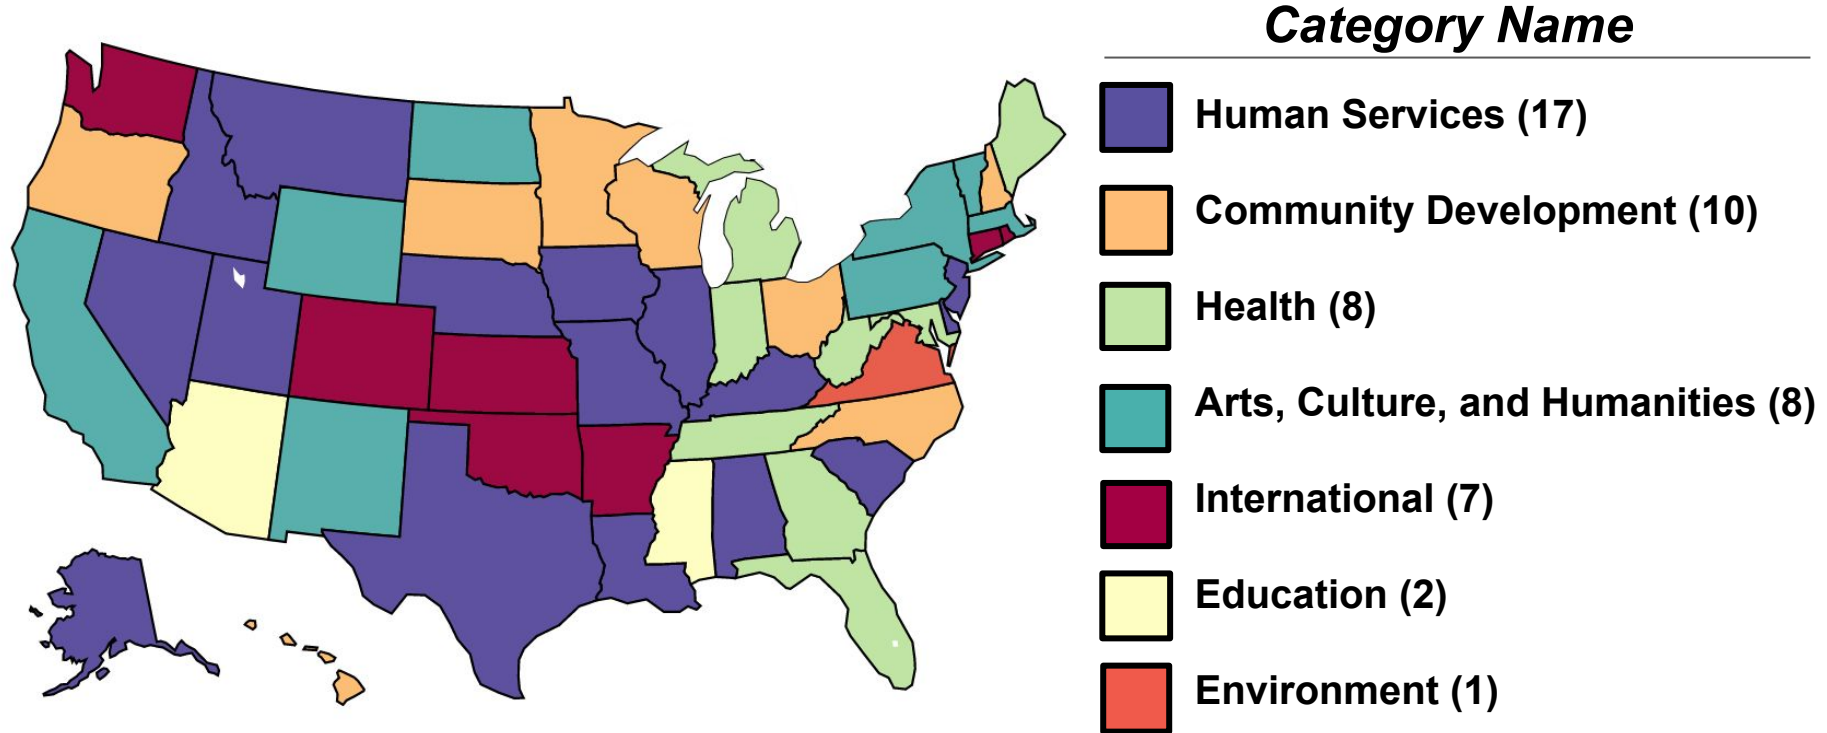 Category Name
Human Services (17)
Community Development (10)
Health (8)
Arts, Culture, and Humanities (8)
International (7)
Education (2)
Environment (1)